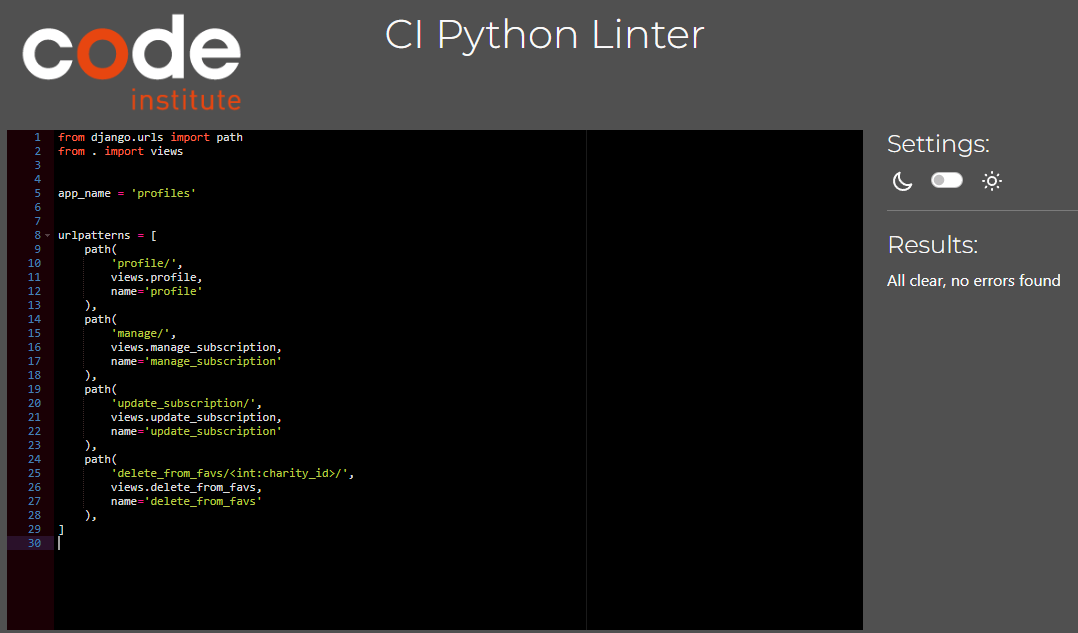 code
institute
CI Python Linter
1 from django.urls import path
2 from . import views
3
4
5 app_name = 'profiles'
6
7
8 urlpatterns = [
9     path(
10         'profile/',
11         views.profile,
12         name='profile'
13     ),
14     path(
15         'manage/',
16         views.manage_subscription,
17         name='manage_subscription'
18     ),
19     path(
20         'update_subscription/',
21         views.update_subscription,
22         name='update_subscription'
23     ),
24     path(
25         'delete_from_favs/<int:charity_id>/',
26         views.delete_from_favs,
27         name='delete_from_favs'
28     ),
29 ]
30
Settings:
Results:
All clear, no errors found